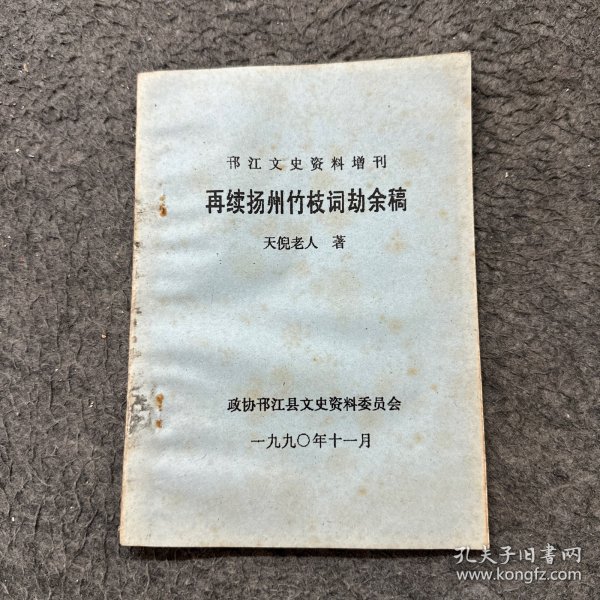 邗江文史资料增刊
再续扬州竹枝词劫余稿
天倪老人 著
政协邗江县文史资料委员会
一九九〇年十一月
孔夫子旧书网
www.kongfz.com